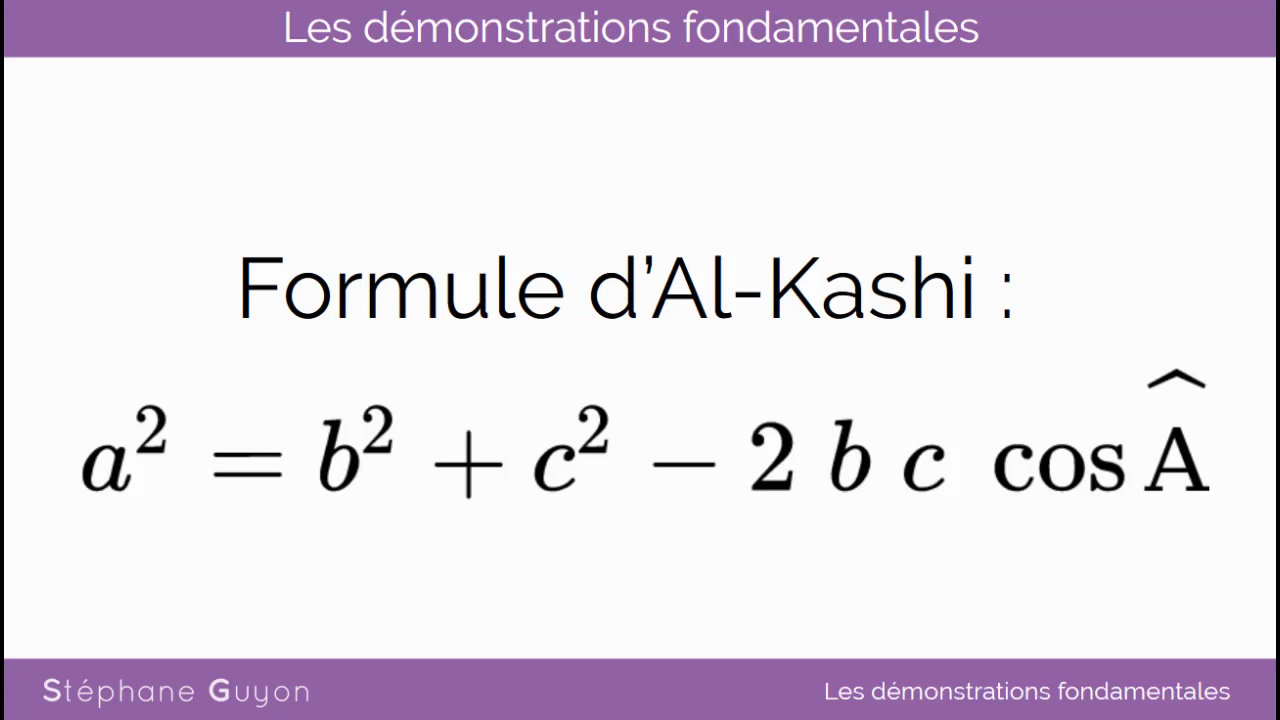 Les démonstrations fondamentales
Formule d’Al-Kashi :
a² = b² + c² − 2 b c cos Â
Stéphane Guyon
Les démonstrations fondamentales